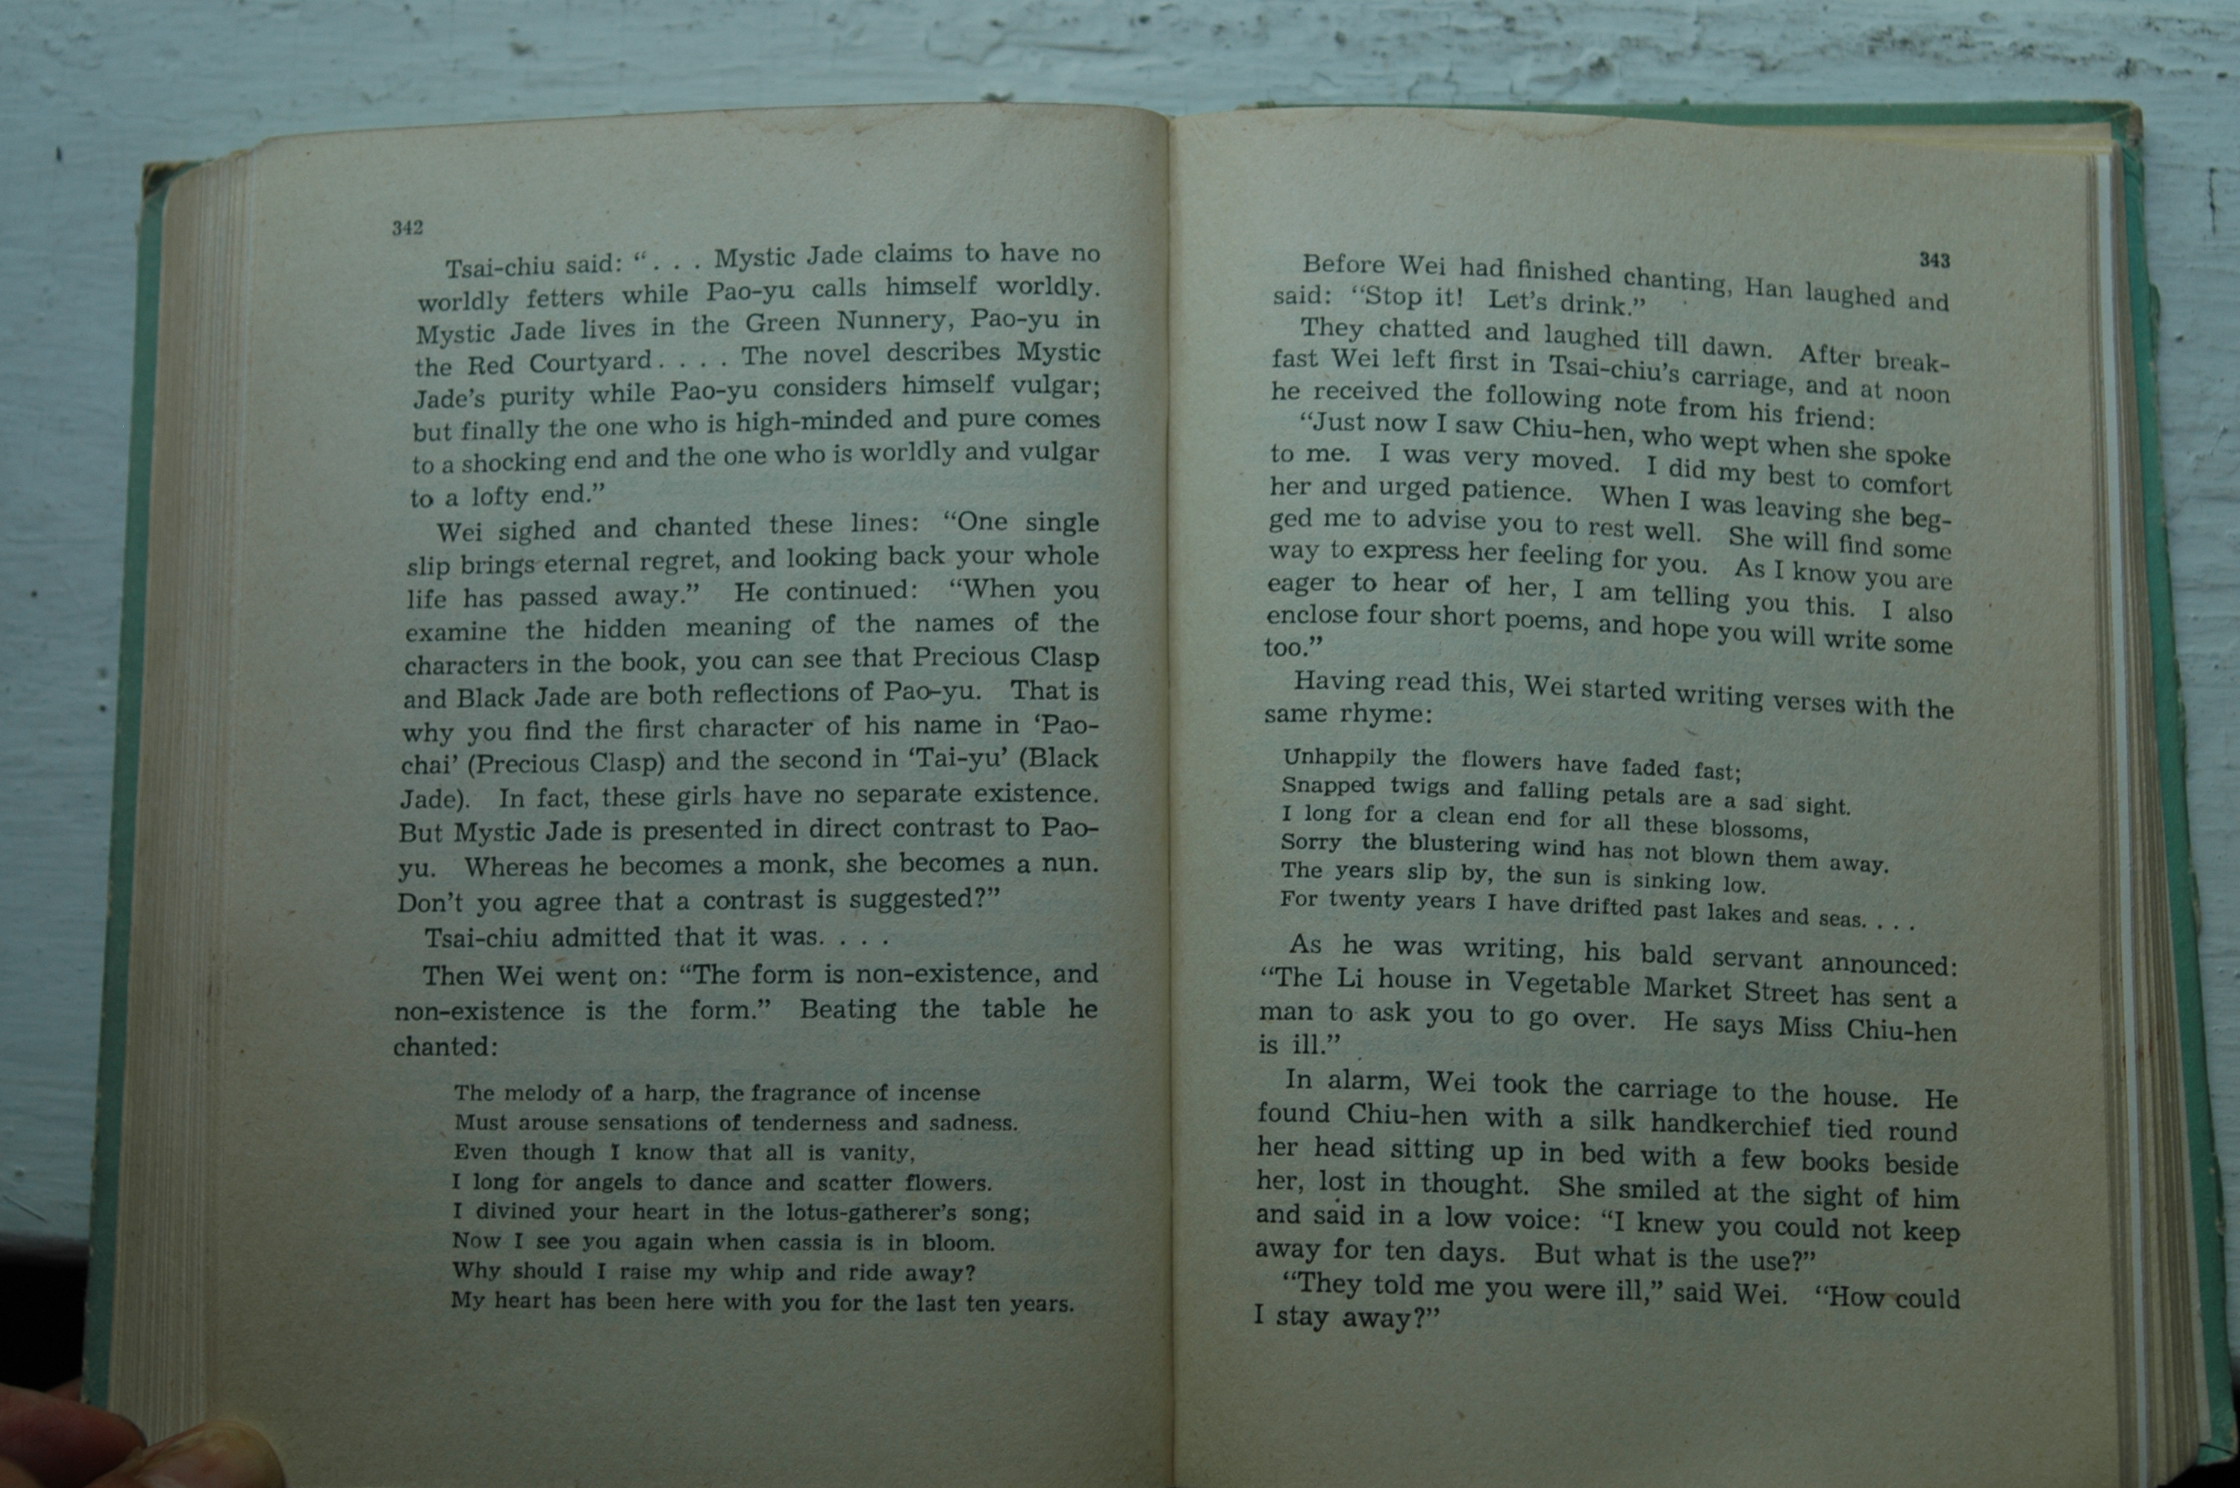 342
Tsai-chiu said: “. . . Mystic Jade claims to have no
worldly fetters while Pao-yu calls himself worldly.
Mystic Jade lives in the Green Nunnery, Pao-yu in
the Red Courtyard. . . . The novel describes Mystic
Jade’s purity while Pao-yu considers himself vulgar;
but finally the one who is high-minded and pure comes
to a shocking end and the one who is worldly and vulgar
to a lofty end.”
Wei sighed and chanted these lines: “One single
slip brings eternal regret, and looking back your whole
life has passed away.” He continued: “When you
examine the hidden meaning of the names of the
characters in the book, you can see that Precious Clasp
and Black Jade are both reflections of Pao-yu. That is
why you find the first character of his name in ‘Pao-
chai’ (Precious Clasp) and the second in ‘Tai-yu’ (Black
Jade). In fact, these girls have no separate existence.
But Mystic Jade is presented in direct contrast to Pao-
yu. Whereas he becomes a monk, she becomes a nun.
Don’t you agree that a contrast is suggested?”
Tsai-chiu admitted that it was. . . .
Then Wei went on: “The form is non-existence, and
non-existence is the form.” Beating the table he
chanted:
The melody of a harp, the fragrance of incense
Must arouse sensations of tenderness and sadness.
Even though I know that all is vanity,
I long for angels to dance and scatter flowers.
I divined your heart in the lotus-gatherer’s song;
Now I see you again when cassia is in bloom.
Why should I raise my whip and ride away?
My heart has been here with you for the last ten years.
343
Before Wei had finished chanting, Han laughed and
said: “Stop it! Let’s drink.”
They chatted and laughed till dawn. After break-
fast Wei left first in Tsai-chiu’s carriage, and at noon
he received the following note from his friend:
“Just now I saw Chiu-hen, who wept when she spoke
to me. I was very moved. I did my best to comfort
her and urged patience. When I was leaving she beg-
ged me to advise you to rest well. She will find some
way to express her feeling for you. As I know you are
eager to hear of her, I am telling you this. I also
enclose four short poems, and hope you will write some
too.”
Having read this, Wei started writing verses with the
same rhyme:
Unhappily the flowers have faded fast;
Snapped twigs and falling petals are a sad sight.
I long for a clean end for all these blossoms,
Sorry the blustering wind has not blown them away.
The years slip by, the sun is sinking low.
For twenty years I have drifted past lakes and seas. . . .
As he was writing, his bald servant announced:
“The Li house in Vegetable Market Street has sent a
man to ask you to go over. He says Miss Chiu-hen
is ill.”
In alarm, Wei took the carriage to the house. He
found Chiu-hen with a silk handkerchief tied round
her head sitting up in bed with a few books beside
her, lost in thought. She smiled at the sight of him
and said in a low voice: “I knew you could not keep
away for ten days. But what is the use?”
“They told me you were ill,” said Wei. “How could
I stay away?”